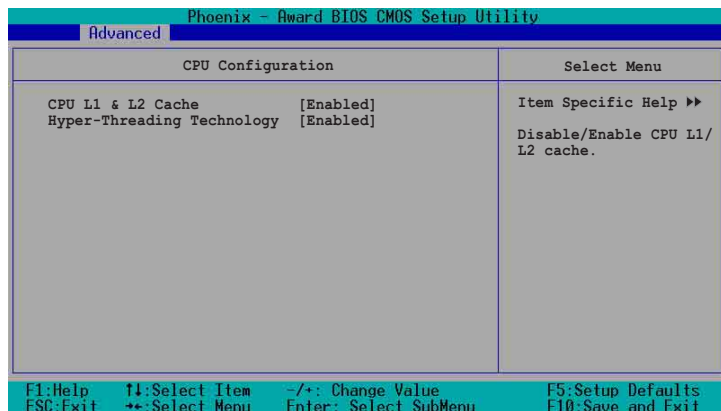 Phoenix - Award BIOS CMOS Setup Utility
Advanced
CPU Configuration
Select Menu
CPU L1 & L2 Cache [Enabled]
Hyper-Threading Technology [Enabled]
Item Specific Help ▶▶
Disable/Enable CPU L1/
L2 cache.
F1:Help ↑↓:Select Item -/+: Change Value F5:Setup Defaults
ESC:Exit →←:Select Menu Enter: Select SubMenu F10:Save and Exit